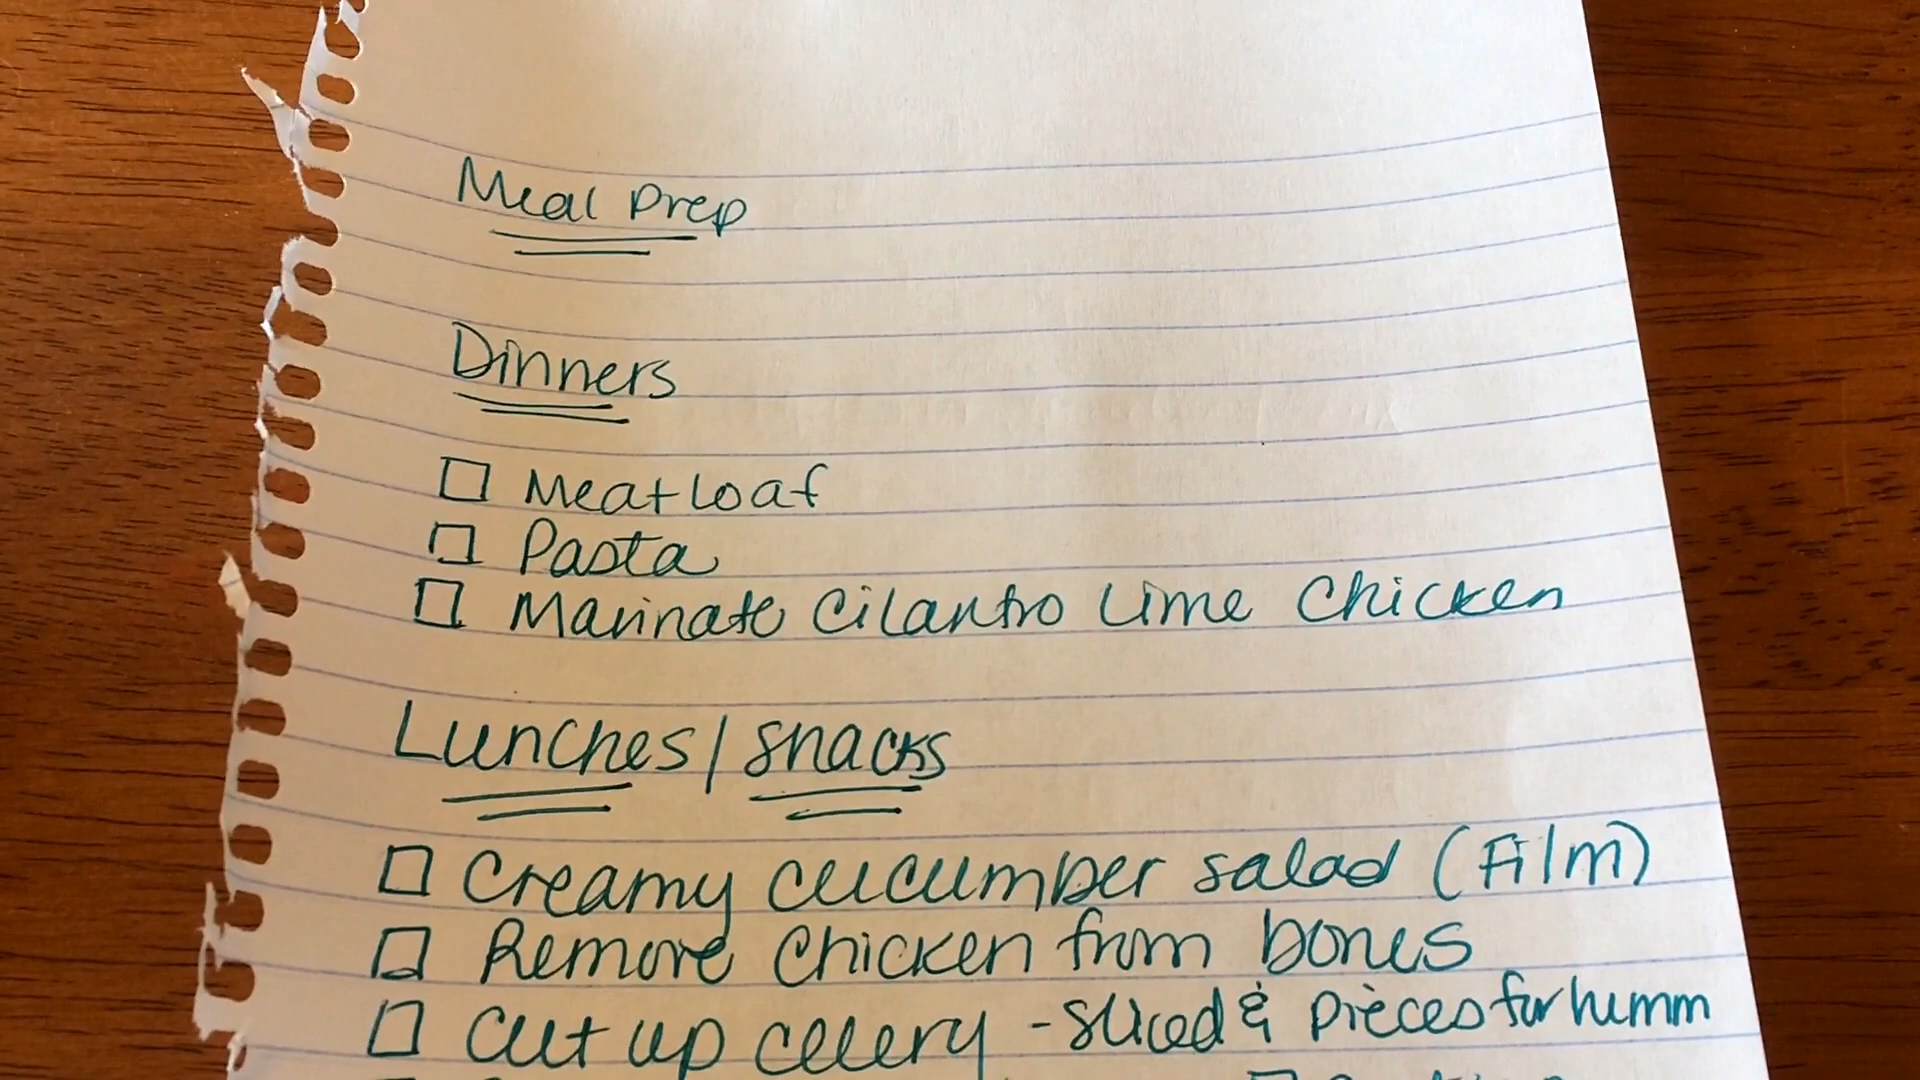 Meal Prep
Dinners
Meatloaf
Pasta
Marinate Cilantro Lime Chicken
Lunches/snacks
Creamy cucumber salad (Film)
Remove Chicken from bones
Cut up celery - sliced & pieces for humm